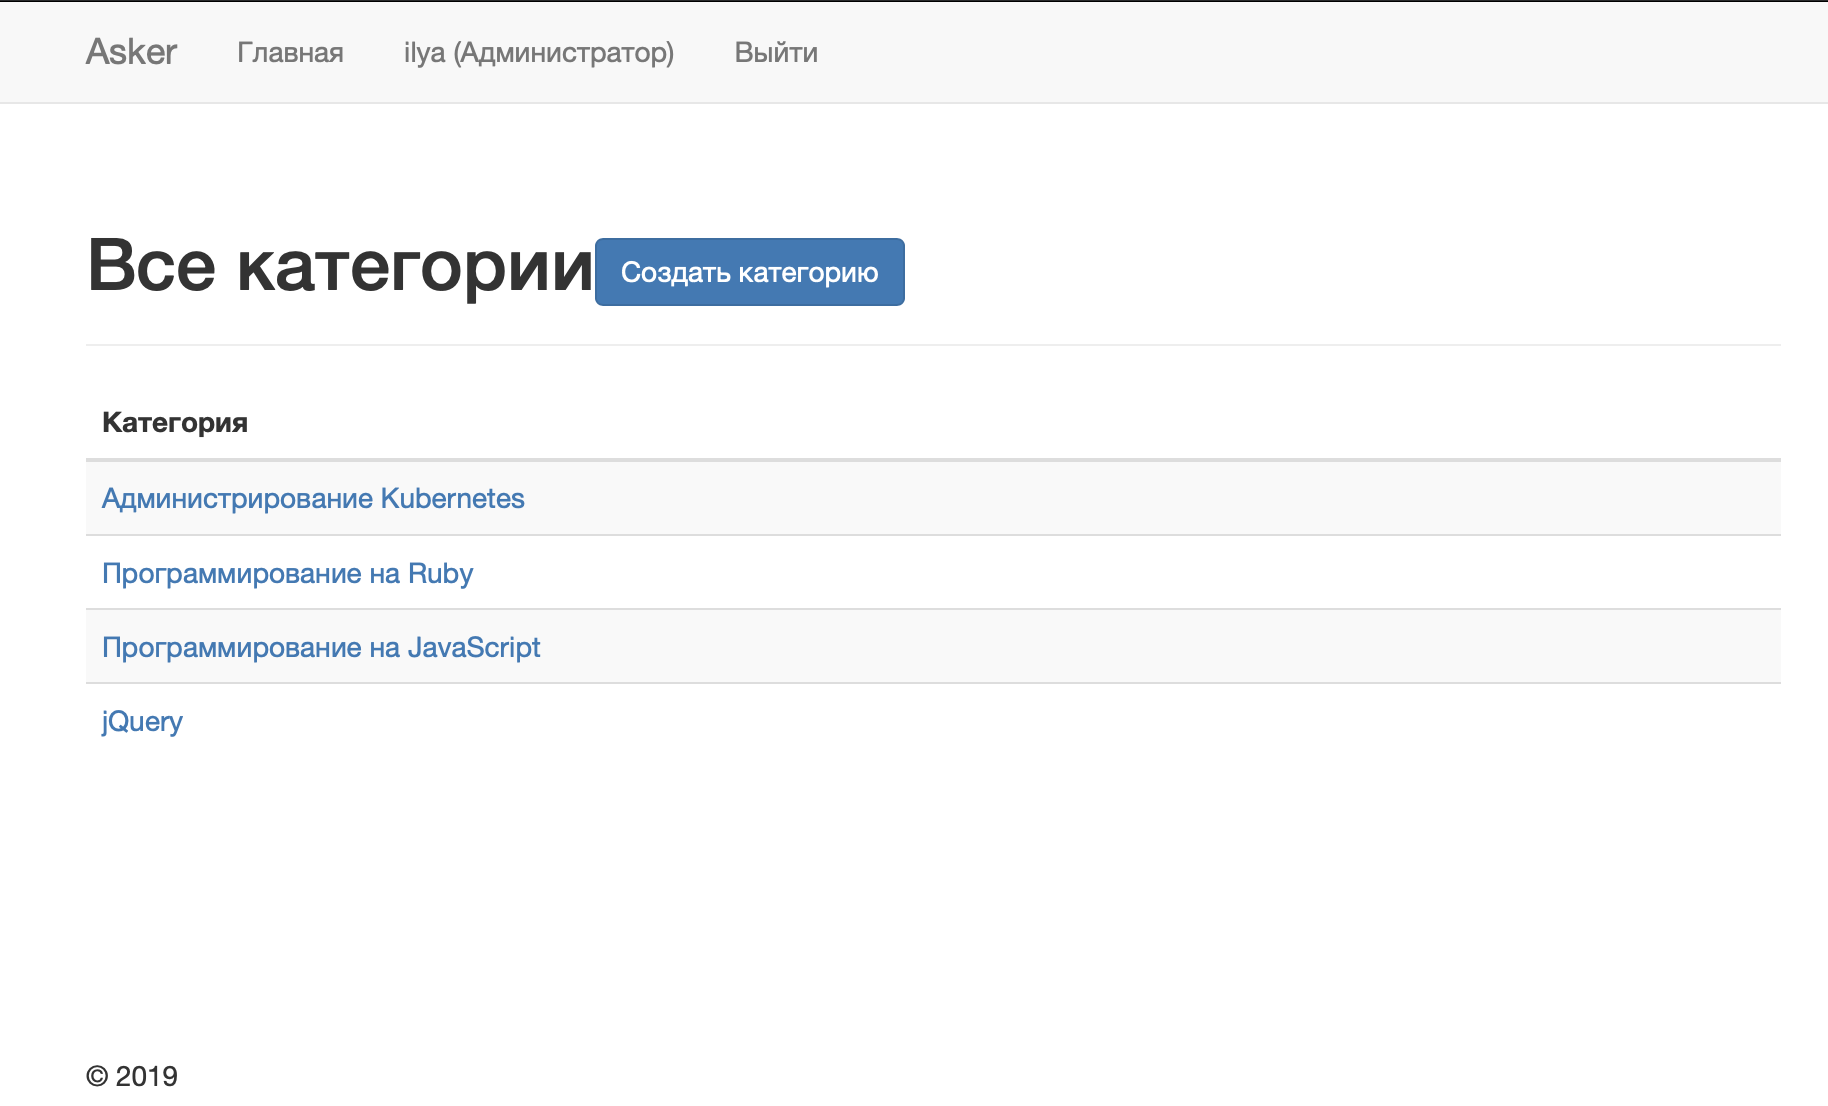 Asker Главная ilya (Администратор) Выйти
Все категории Создать категорию
Категория
Администрирование Kubernetes
Программирование на Ruby
Программирование на JavaScript
jQuery
© 2019